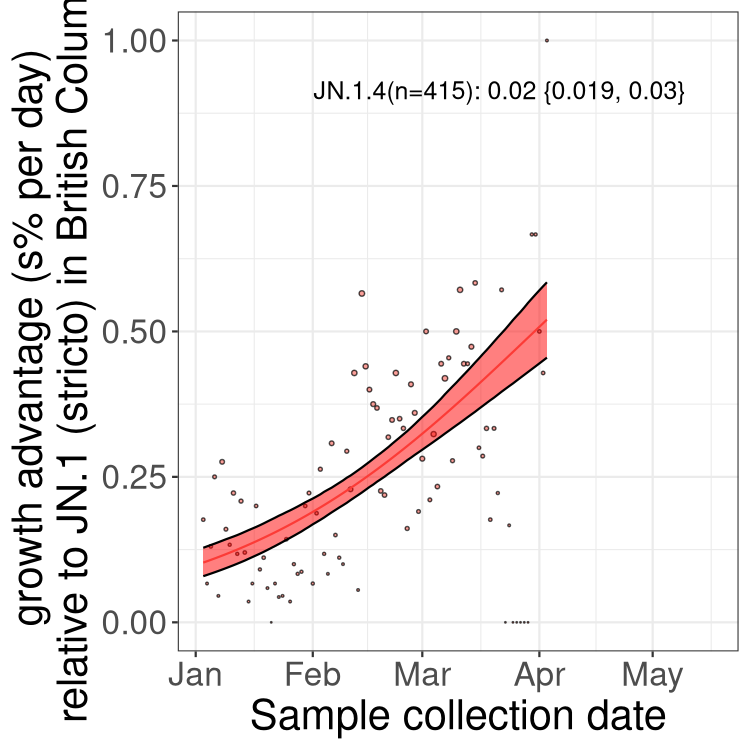 growth advantage (s% per day)
relative to JN.1 (stricto) in British Colum
1.00
0.75
0.50
0.25
0.00
JN.1.4(n=415): 0.02 {0.019, 0.03}
Jan Feb Mar Apr May
Sample collection date